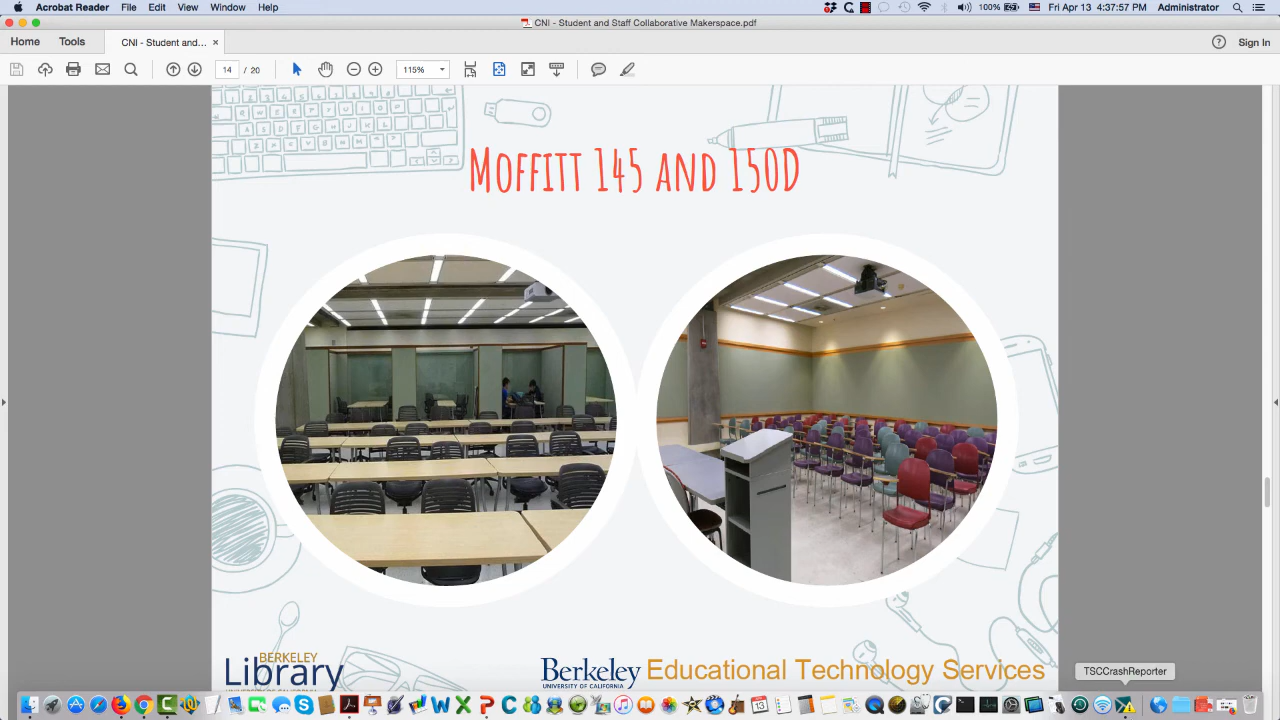 Acrobat Reader File Edit View Window Help 100% Fri Apr 13 4:37:57 PM Administrator
CNI - Student and Staff Collaborative Makerspace.pdf
Home Tools CNI - Student and... × ? Sign In
14 / 20 115%
Moffitt 145 and 150D
BERKELEY
Library
Berkeley Educational Technology Services
UNIVERSITY OF CALIFORNIA
TSCCrashReporter